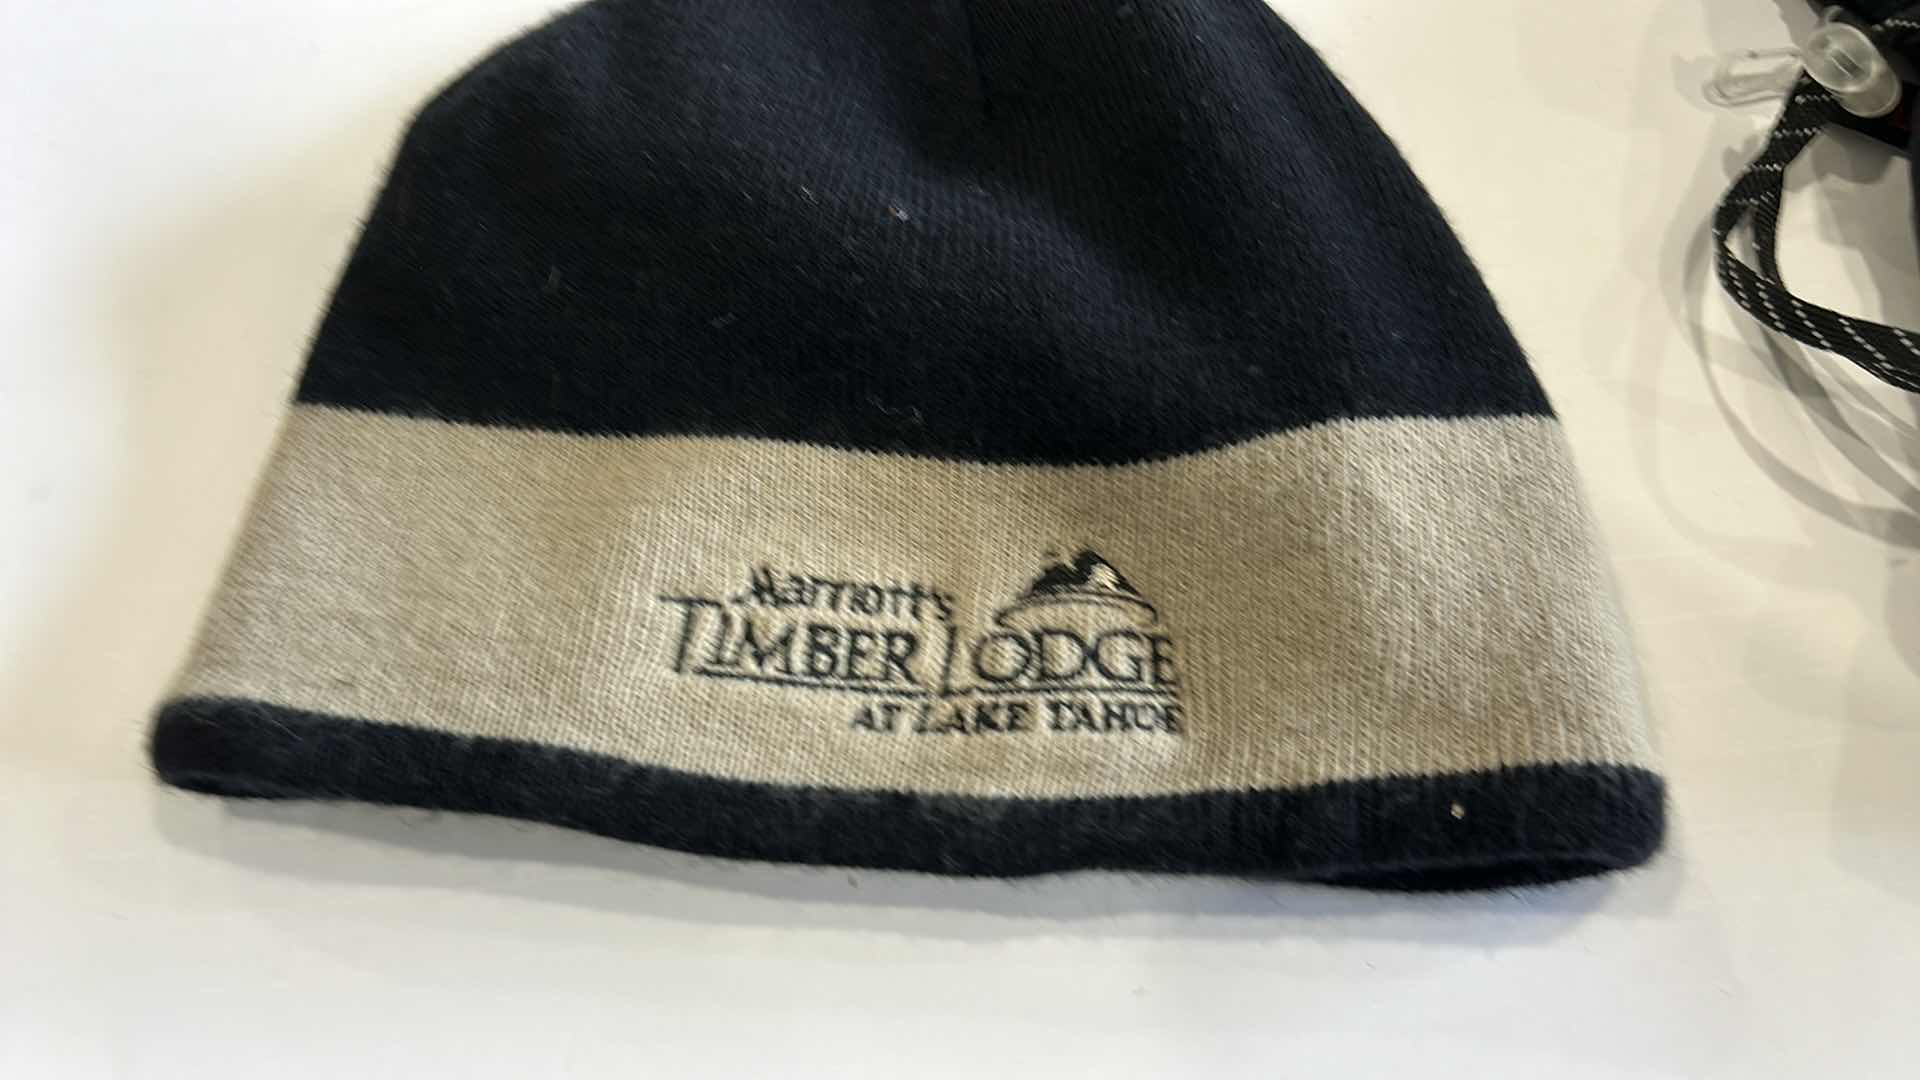 Marriott's
TIMBER LODGE
AT LAKE TAHOE